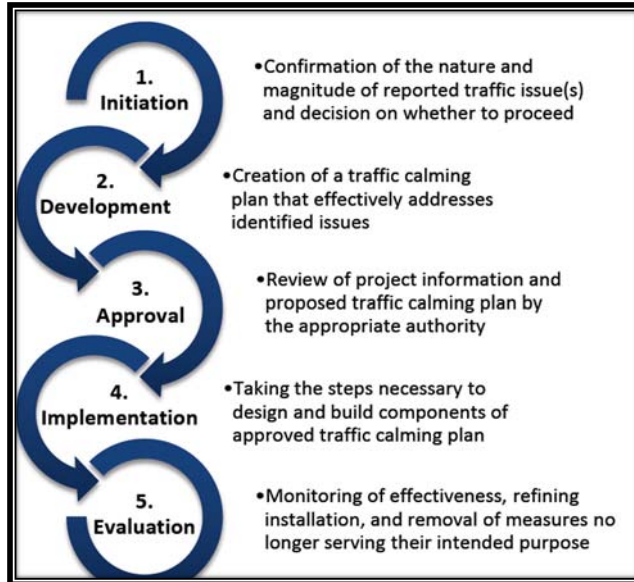 1.
Initiation
•Confirmation of the nature and
magnitude of reported traffic issue(s)
and decision on whether to proceed
2.
Development
•Creation of a traffic calming
plan that effectively addresses
identified issues
3.
Approval
•Review of project information and
proposed traffic calming plan by
the appropriate authority
4.
Implementation
•Taking the steps necessary to
design and build components of
approved traffic calming plan
5.
Evaluation
•Monitoring of effectiveness, refining
installation, and removal of measures no
longer serving their intended purpose